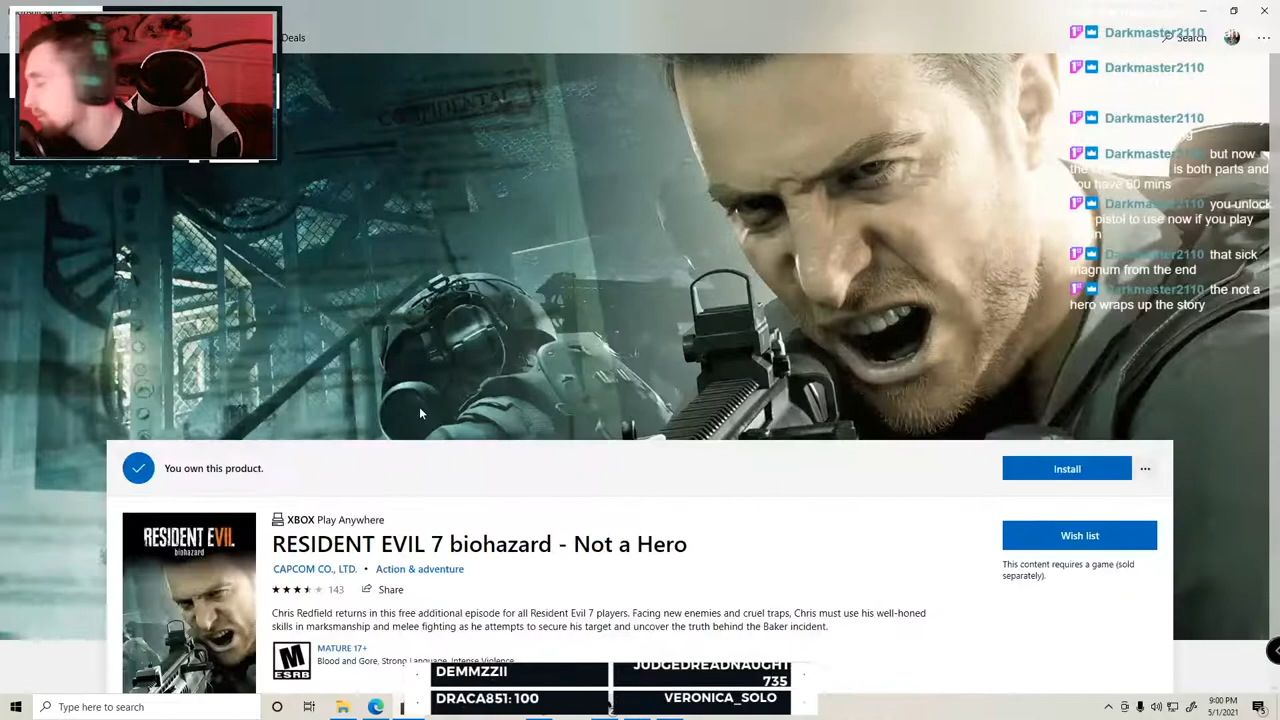 Deals
Search
CONFIDENTIAL
Darkmaster2110
Darkmaster2110
Darkmaster2110
Darkmaster2110 but now
is both parts and
you have 60 mins
Darkmaster2110 you unlock
pistol to use now if you play
Darkmaster2110 that sick
magnum from the end
Darkmaster2110 the not a
hero wraps up the story
You own this product.
Install
XBOX Play Anywhere
RESIDENT EVIL 7 biohazard - Not a Hero
CAPCOM CO., LTD. • Action & adventure
143 Share
Wish list
This content requires a game (sold
separately).
Chris Redfield returns in this free additional episode for all Resident Evil 7 players. Facing new enemies and cruel traps, Chris must use his well-honed
skills in marksmanship and melee fighting as he attempts to secure his target and uncover the truth behind the Baker incident.
RESIDENT EVIL
biohazard
M
ESRB
MATURE 17+
Blood and Gore, Strong Language, Intense Violence
DEMMZZII
JUDGEDREADNAUGHT
735
DRACA851: 100
VERONICA_SOLO
Type here to search
9:00 PM
5/1/2021